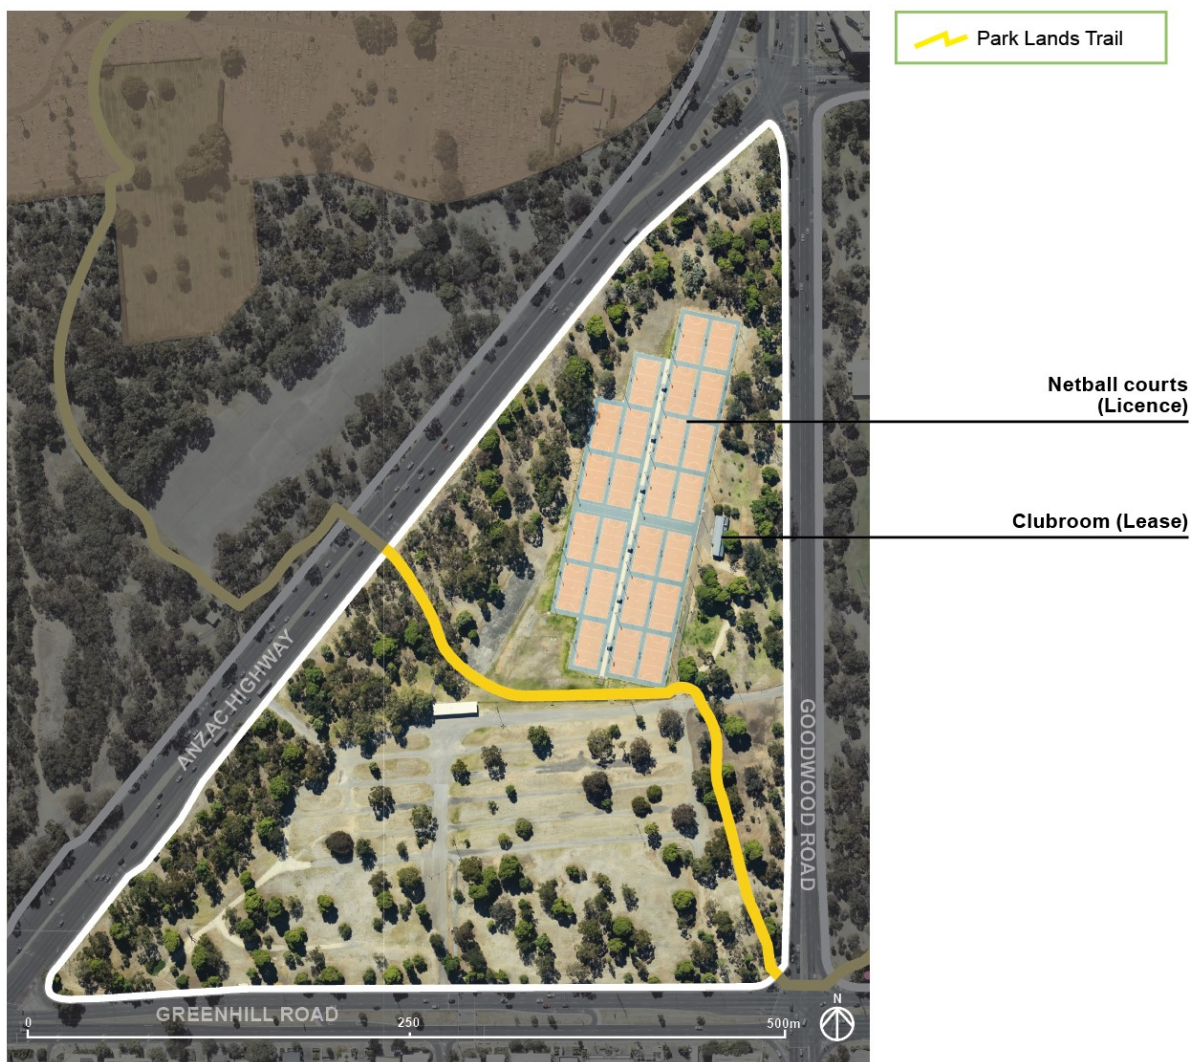 Park Lands Trail
Netball courts
(Licence)
Clubroom (Lease)
ANZAC HIGHWAY
GOODWOOD ROAD
GREENHILL ROAD
N
0
250
500m